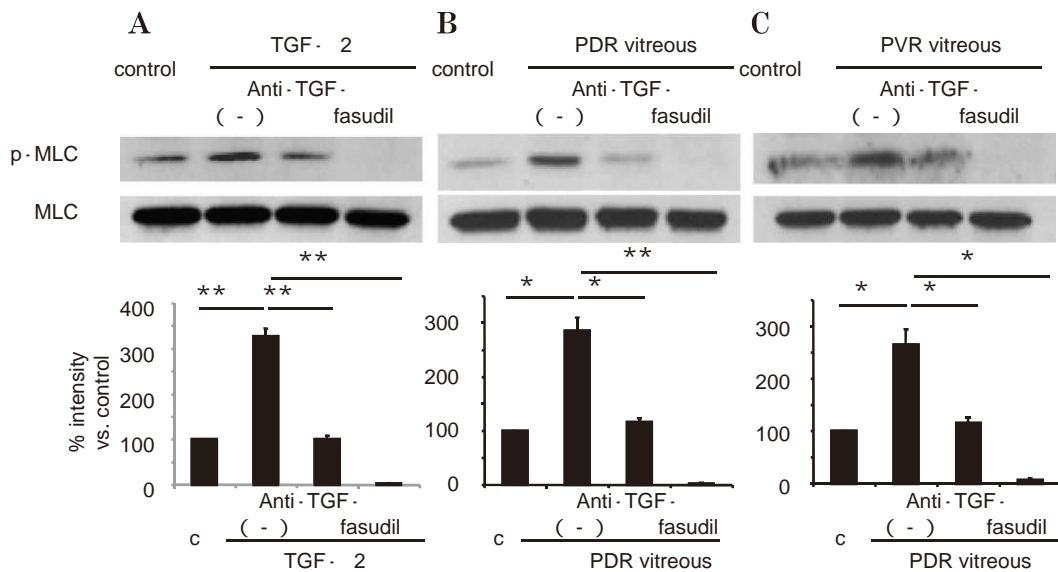 A B C
TGF - 2 PDR vitreous PVR vitreous
control control control
Anti - TGF - Anti - TGF - Anti - TGF -
( - ) fasudil ( - ) fasudil ( - ) fasudil
p - MLC
MLC
** ** *
** ** * * * *
% intensity
vs. control
400
300
200
100
0
300
200
100
0
300
200
100
0
Anti - TGF - Anti - TGF - Anti - TGF -
c ( - ) fasudil c ( - ) fasudil c ( - ) fasudil
TGF - 2 PDR vitreous PDR vitreous